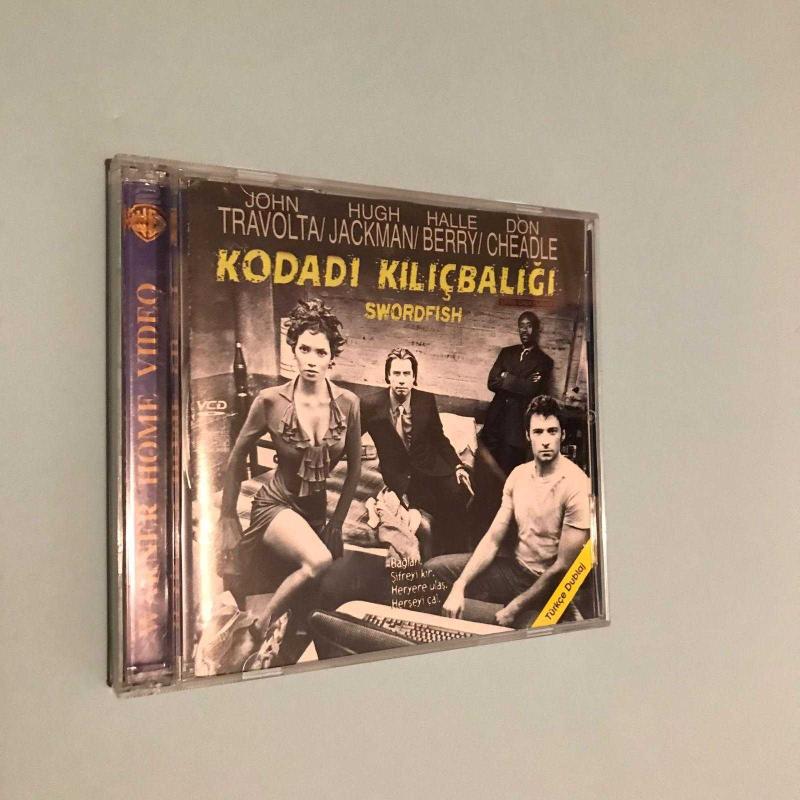 JOHN HUGH HALLE DON
TRAVOLTA/ JACKMAN/ BERRY/ CHEADLE
KODADI KILIÇBALIĞI
SWORDFISH
VCD
Bağlan.
Şifreyi kır.
Heryere ulaş.
Herşeyi çal.
Türkçe Dublaj
WARNER HOME VIDEO